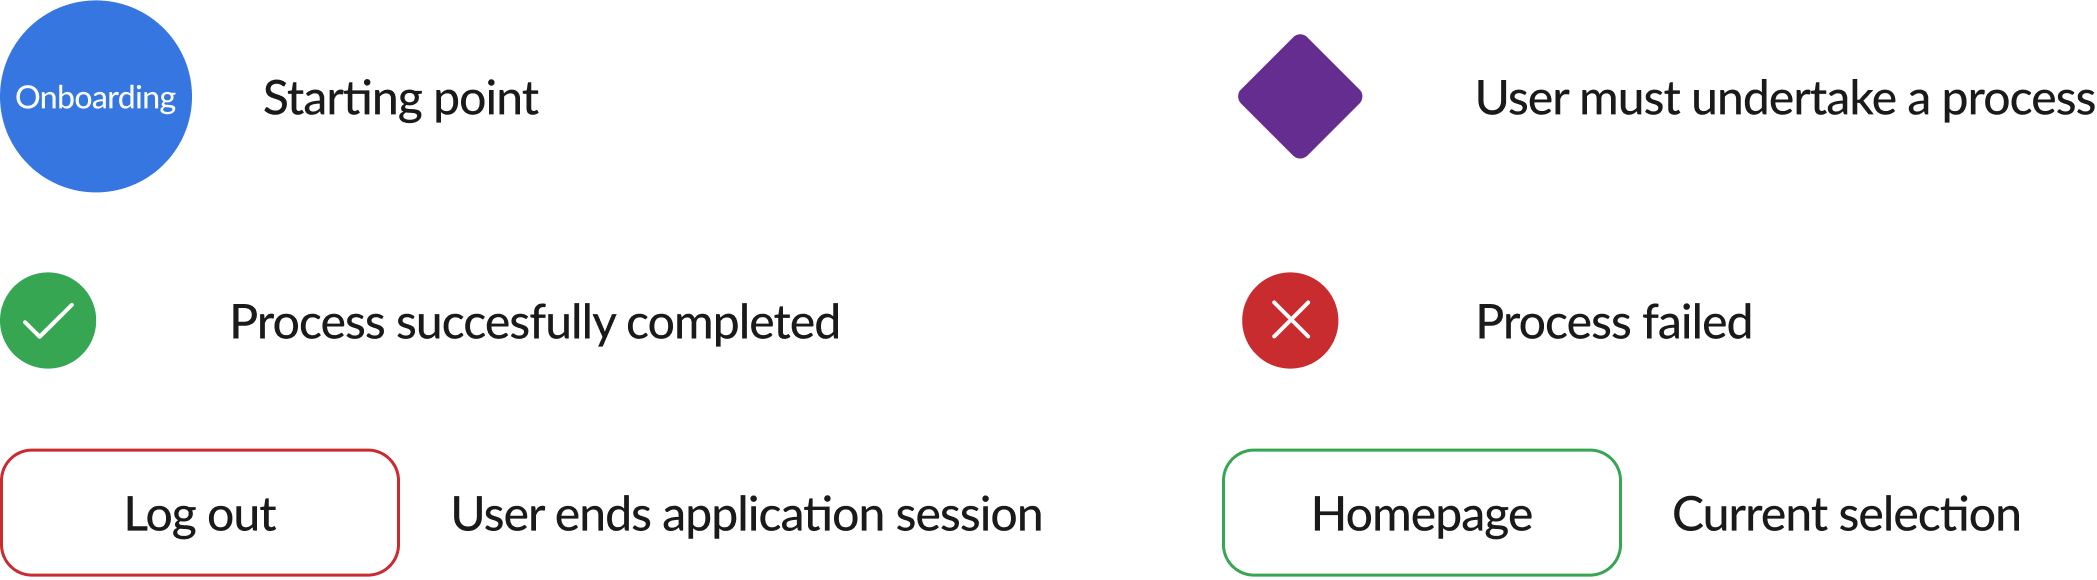 Onboarding
Starting point
User must undertake a process
Process succesfully completed
Process failed
Log out
User ends application session
Homepage
Current selection